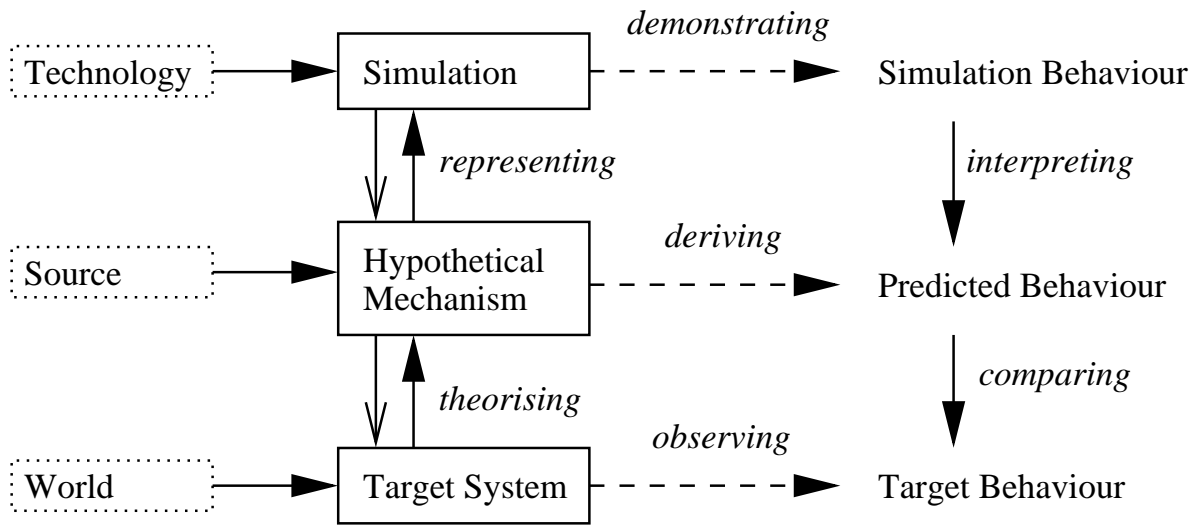 demonstrating
Technology
Simulation
Simulation Behaviour
representing
interpreting
Source
Hypothetical
Mechanism
deriving
Predicted Behaviour
theorising
comparing
World
Target System
observing
Target Behaviour